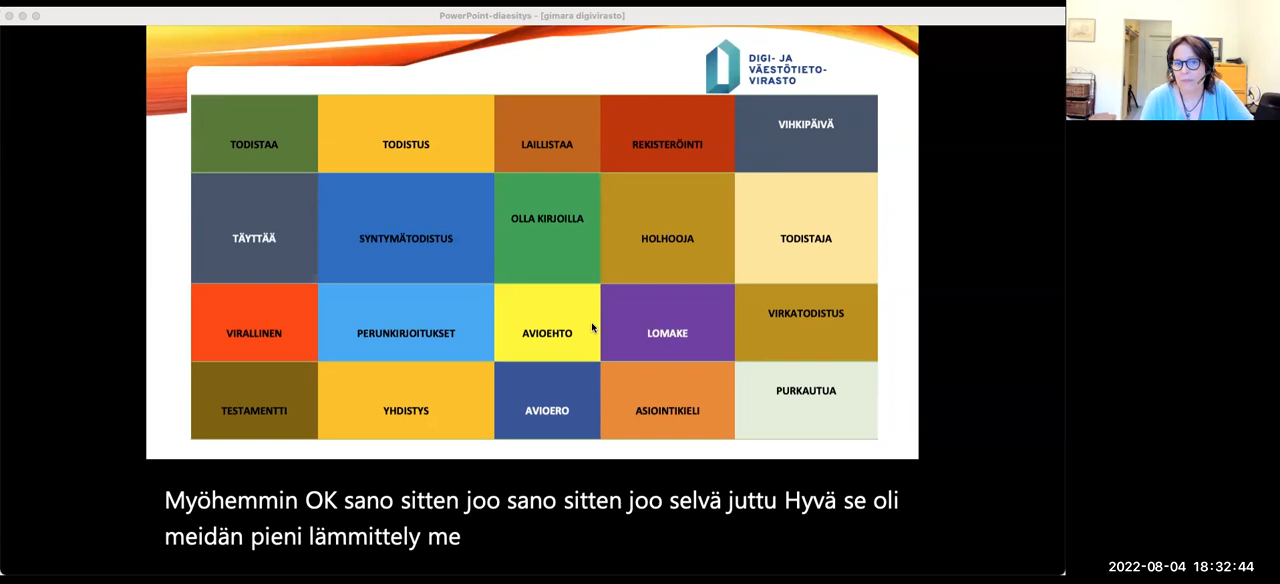 PowerPoint-diaesitys - [gimara digivirasto]
DIGI- JA
VÄESTÖTIETO-
VIRASTO
TODISTAA
TODISTUS
LAILLISTAA
REKISTERÖINTI
VIHKIPÄIVÄ
TÄYTTÄÄ
SYNTYMÄTODISTUS
OLLA KIRJOILLA
HOLHOOJA
TODISTAJA
VIRALLINEN
PERUNKIRJOITUKSET
AVIOEHTO
LOMAKE
VIRKATODISTUS
TESTAMENTTI
YHDISTYS
AVIOERO
ASIOINTIKIELI
PURKAUTUA
Myöhemmin OK sano sitten joo sano sitten joo selvä juttu Hyvä se oli
meidän pieni lämmittely me
2022-08-04 18:32:44